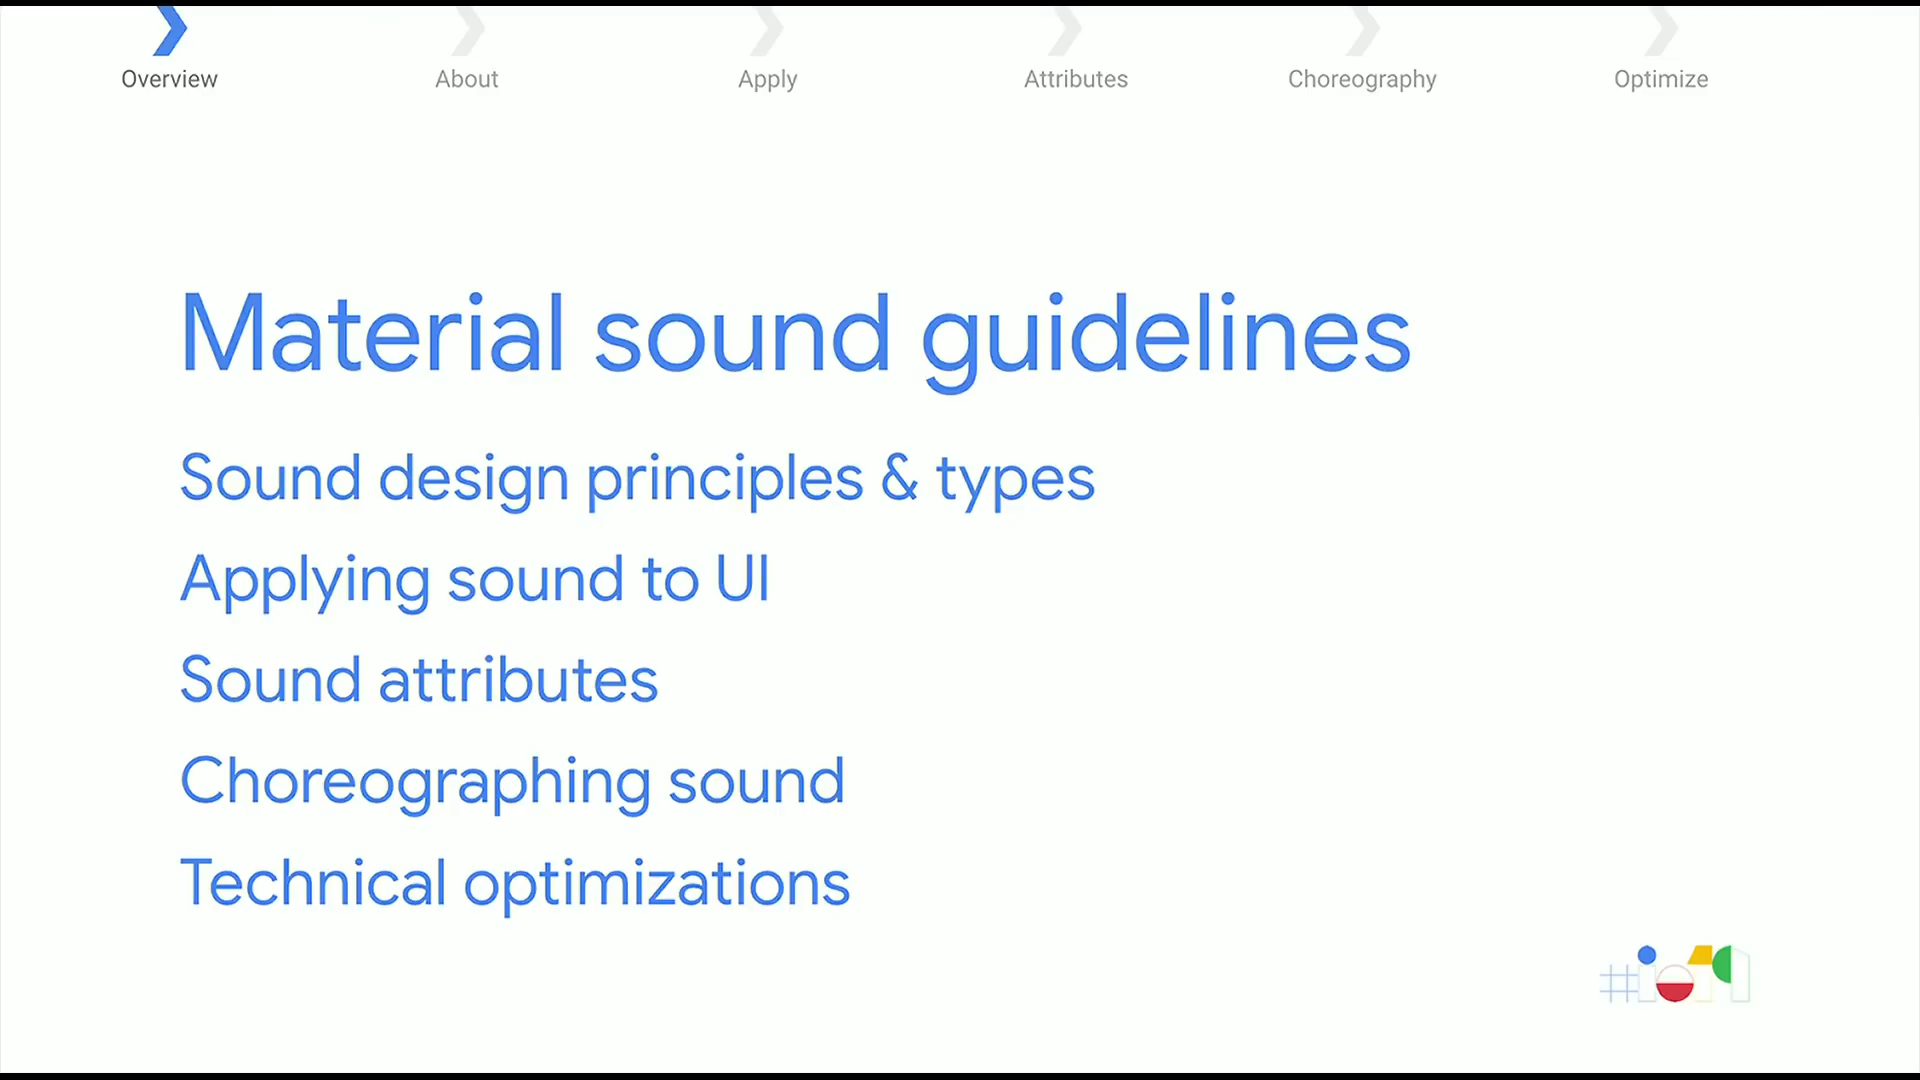 Overview About Apply Attributes Choreography Optimize
Material sound guidelines
Sound design principles & types
Applying sound to UI
Sound attributes
Choreographing sound
Technical optimizations
#io19